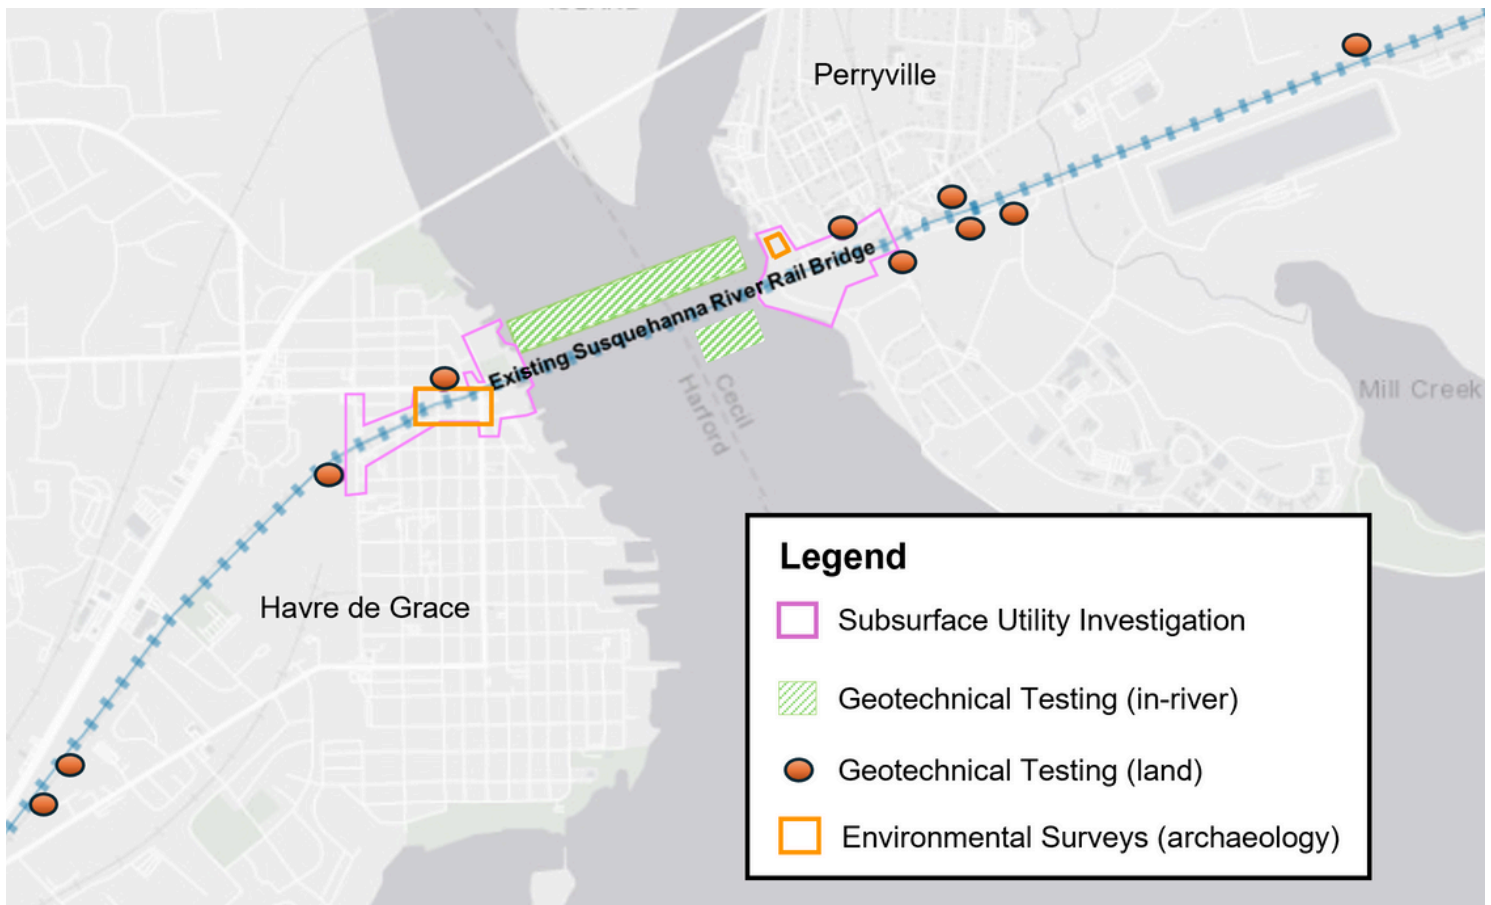 Perryville
Existing Susquehanna River Rail Bridge
Cecil
Harford
Mill Creek
Havre de Grace
Legend
Subsurface Utility Investigation
Geotechnical Testing (in-river)
Geotechnical Testing (land)
Environmental Surveys (archaeology)